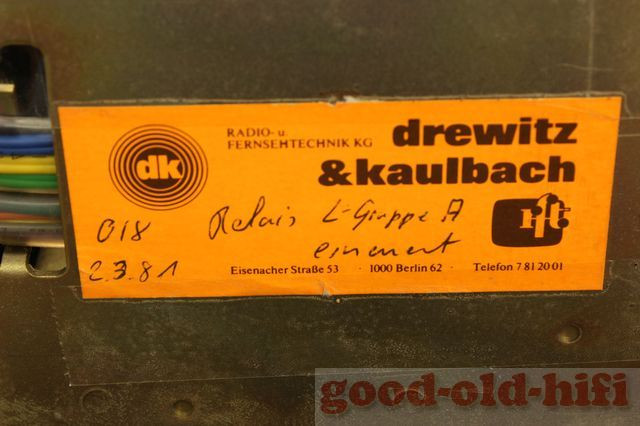 RADIO- u.
FERNSEHTECHNIK KG
drewitz
&kaulbach
dk
018 Relais L-Gruppe A
erneuert
2.3.81
rft
Eisenacher Straße 53 · 1000 Berlin 62 · Telefon 7 81 20 01
good-old-hifi